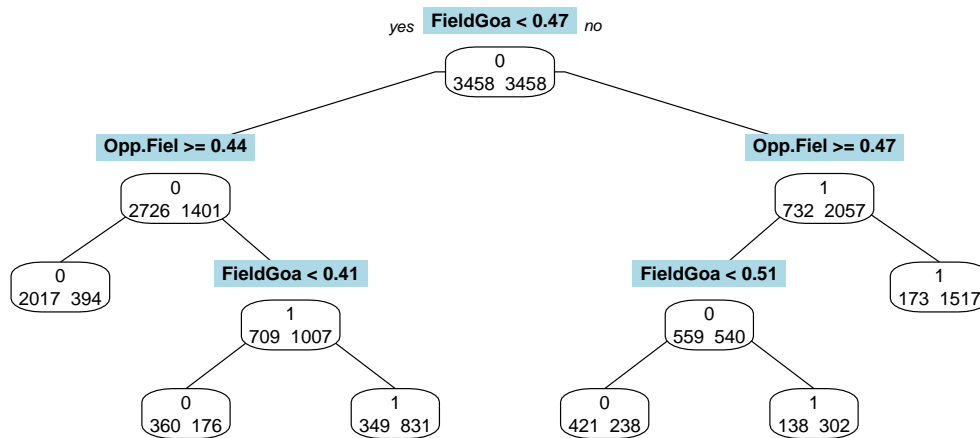 yes FieldGoa < 0.47 no
0
3458 3458
Opp.Fiel >= 0.44 Opp.Fiel >= 0.47
0 1
2726 1401 732 2057
0 FieldGoa < 0.41 FieldGoa < 0.51 1
2017 394 173 1517
1 0
709 1007 559 540
0 1 0 1
360 176 349 831 421 238 138 302